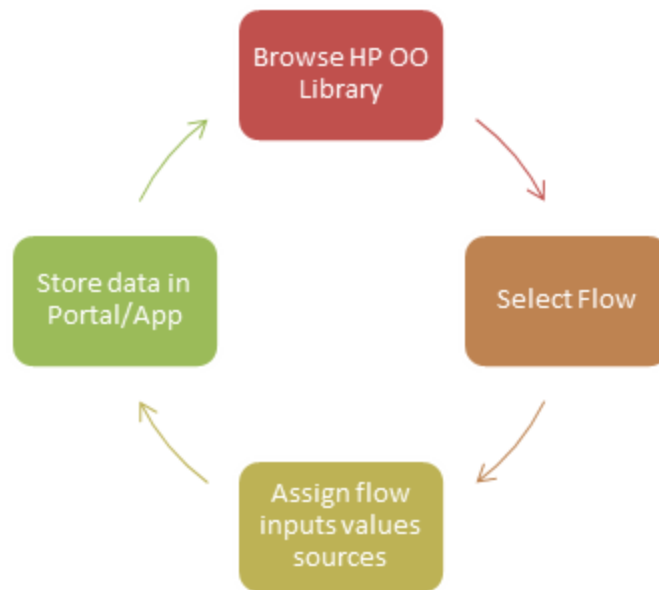 Browse HP OO
Library
Select Flow
Assign flow
inputs values
sources
Store data in
Portal/App